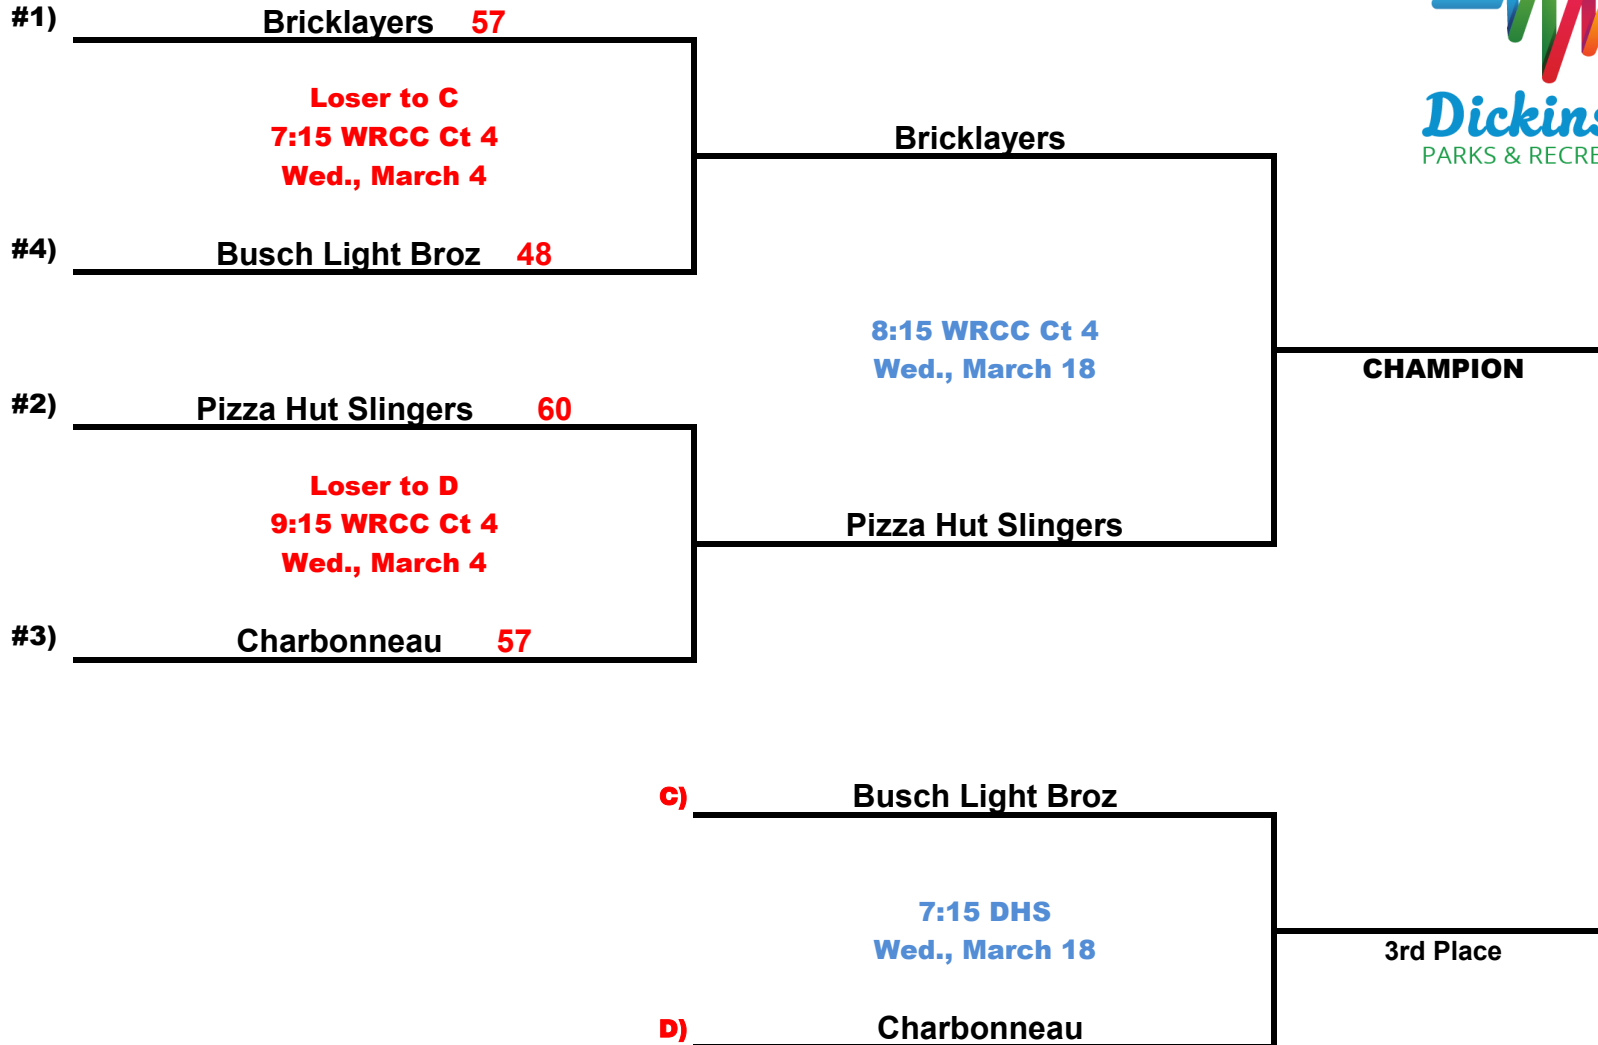 #1) Bricklayers 57
Loser to C
7:15 WRCC Ct 4
Wed., March 4
#4) Busch Light Broz 48
Bricklayers
8:15 WRCC Ct 4
Wed., March 18
CHAMPION
#2) Pizza Hut Slingers 60
Loser to D
9:15 WRCC Ct 4
Wed., March 4
#3) Charbonneau 57
Pizza Hut Slingers
C) Busch Light Broz
7:15 DHS
Wed., March 18
3rd Place
D) Charbonneau
Dickins
PARKS & RECRE